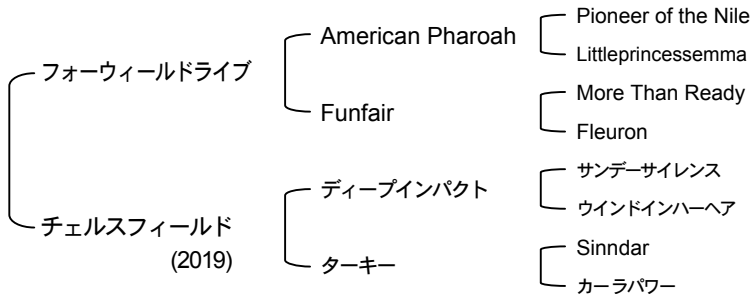 Pioneer of the Nile
American Pharoah
Littleprincessemma
フォーウィールドライブ
More Than Ready
Funfair
Fleuron
サンデーサイレンス
ディープインパクト
ウインドインハーヘア
チェルスフィールド
(2019)
Sinndar
ターキー
カーラパワー